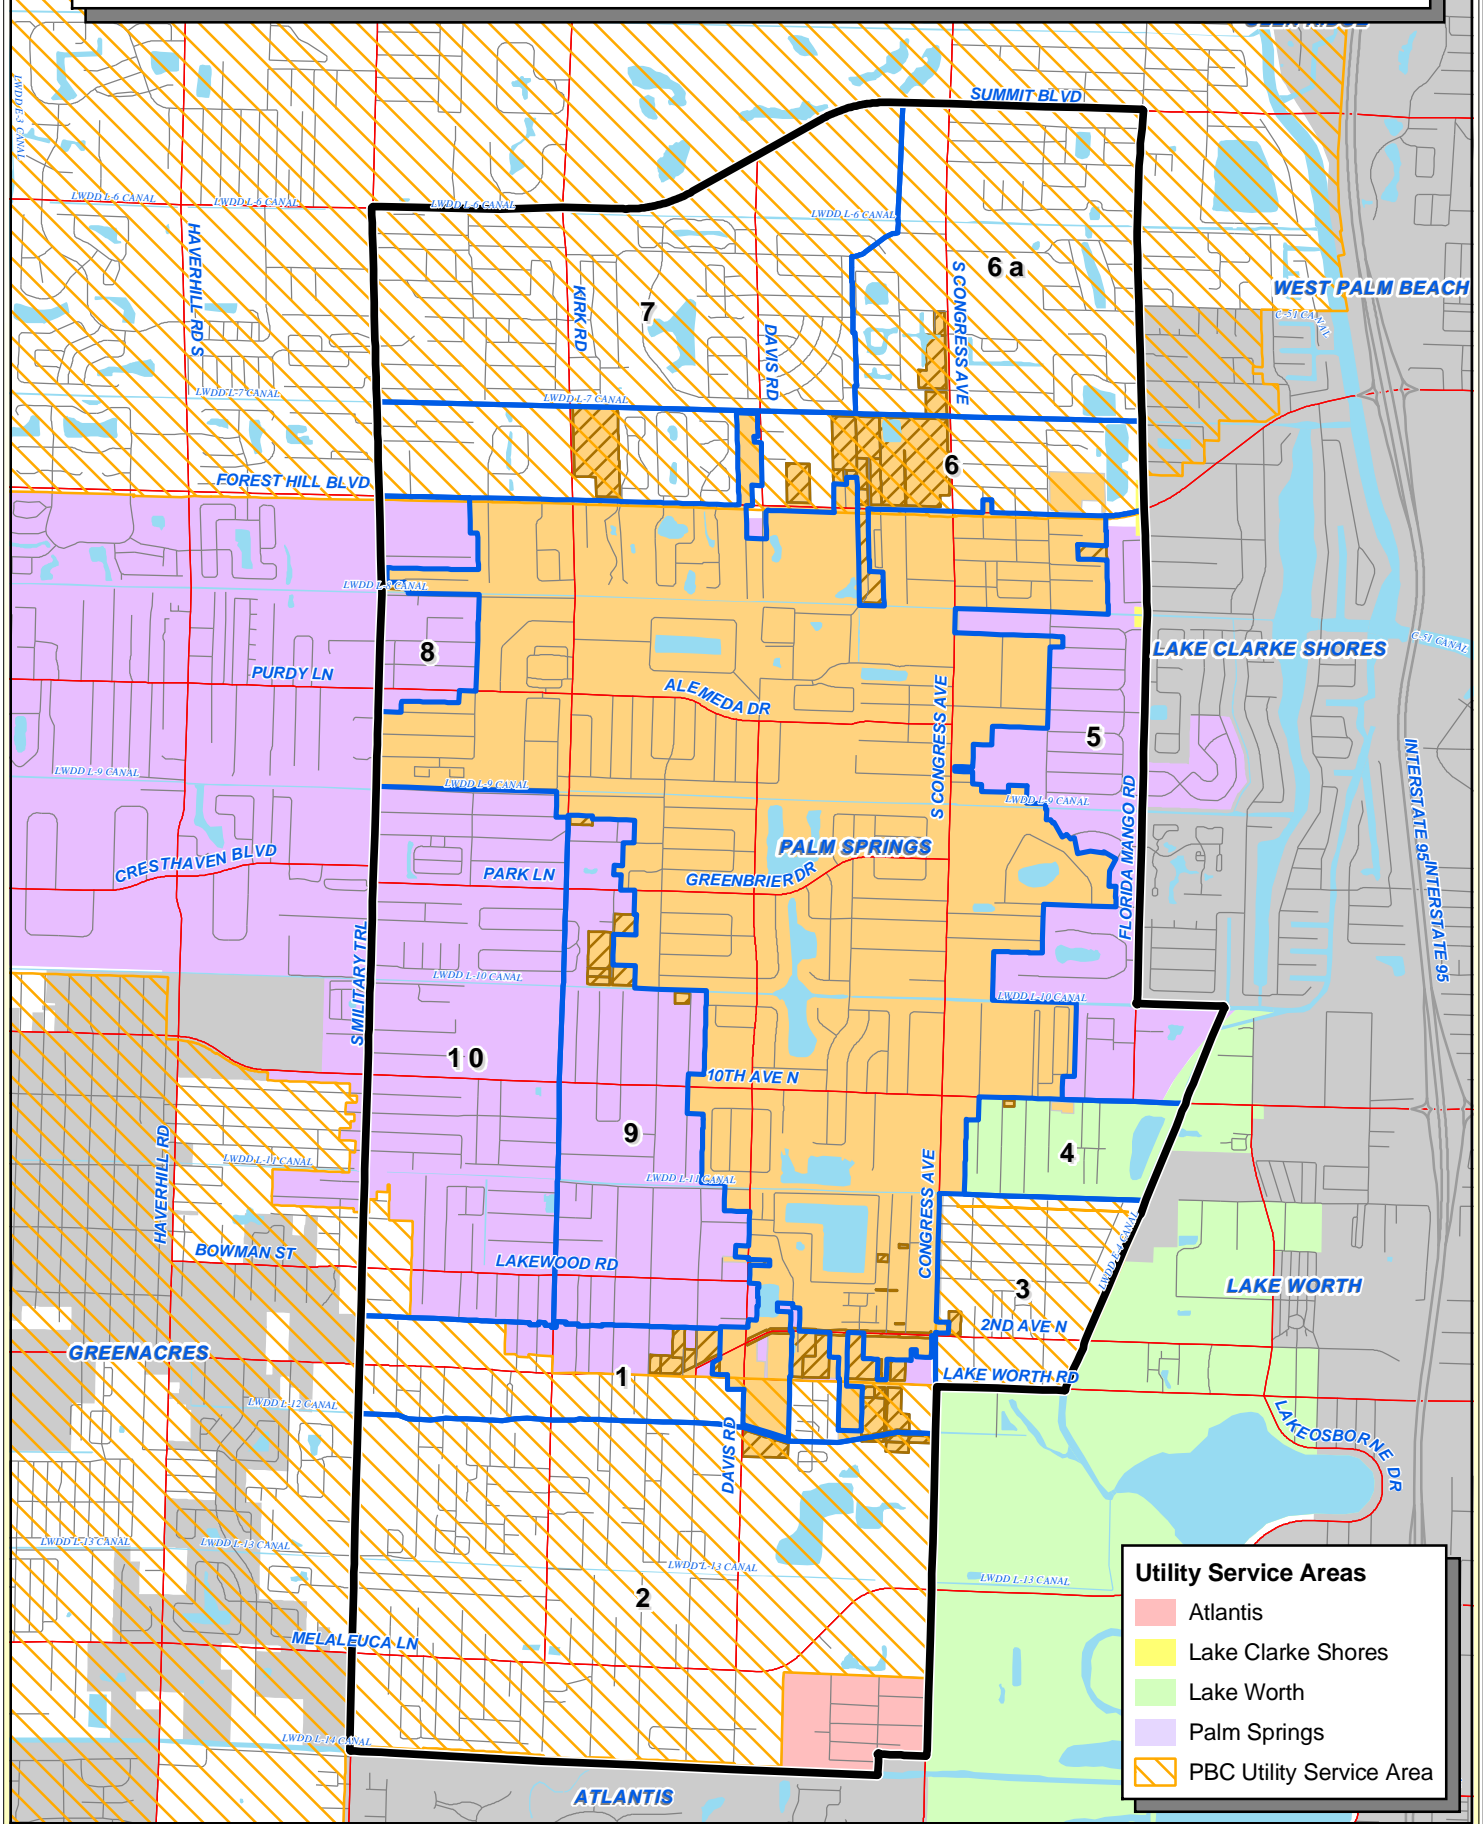 SUMMIT BLVD
LWDD E-3 CANAL
LWDD L-6 CANAL
LWDD L-6 CANAL
LWDD L-6 CANAL
LWDD L-6 CANAL
HAVERHILL RD S
KIRK RD
7
DAVIS RD
S CONGRESS AVE
6 a
WEST PALM BEACH
C-51 CANAL
LWDD L-7 CANAL
LWDD L-7 CANAL
6
FOREST HILL BLVD
LWDD L-8 CANAL
8
PURDY LN
ALEMEDA DR
S CONGRESS AVE
5
LAKE CLARKE SHORES
C-51 CANAL
LWDD L-9 CANAL
LWDD L-9 CANAL
LWDD L-9 CANAL
FLORIDA MANGO RD
INTERSTATE 95
INTERSTATE 95
PALM SPRINGS
CRESTHAVEN BLVD
PARK LN
GREENBRIER DR
S MILITARY TRL
LWDD L-10 CANAL
LWDD L-10 CANAL
10
10TH AVE N
9
4
HAVERHILL RD
LWDD L-11 CANAL
LWDD L-11 CANAL
CONGRESS AVE
LWDD E-4 CANAL
BOWMAN ST
LAKEWOOD RD
3
LAKE WORTH
2ND AVE N
GREENACRES
1
LAKE WORTH RD
LWDD L-12 CANAL
DAVIS RD
LAKE OSBORNE DR
LWDD L-13 CANAL
LWDD L-13 CANAL
LWDD L-13 CANAL
LWDD L-13 CANAL
2
MELALEUCA LN
LWDD L-14 CANAL
ATLANTIS
Utility Service Areas
Atlantis
Lake Clarke Shores
Lake Worth
Palm Springs
PBC Utility Service Area